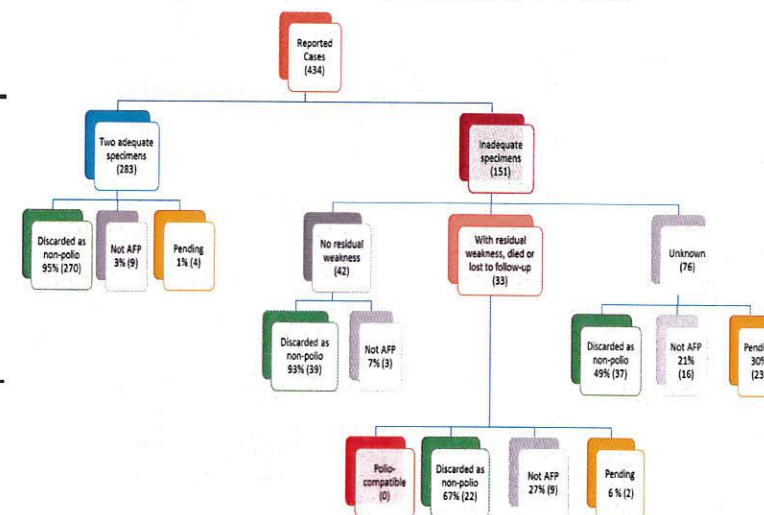 Reported
Cases
(434)
Two adequate
specimens
(283)
Inadequate
specimens
(151)
Discarded as
non-polio
95% (270)
Not AFP
3% (9)
Pending
1% (4)
No residual
weakness
(42)
With residual
weakness, died or
lost to follow-up
(33)
Unknown
(76)
Discarded as
non-polio
93% (39)
Not AFP
7% (3)
Discarded as
non-polio
49% (37)
Not AFP
21%
(16)
Pendi
30%
(23
Polio-
compatible
(0)
Discarded as
non-polio
67% (22)
Not AFP
27% (9)
Pending
6 % (2)